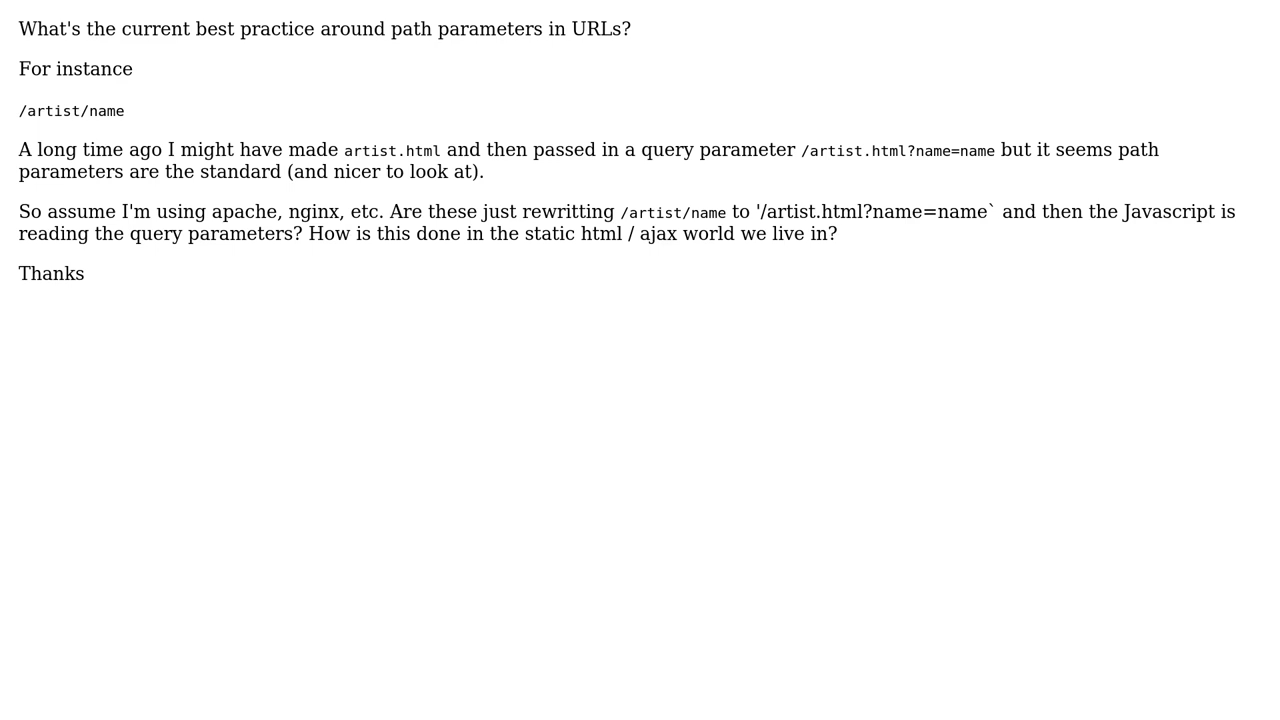 What's the current best practice around path parameters in URLs?
For instance
/artist/name
A long time ago I might have made artist.html and then passed in a query parameter /artist.html?name=name but it seems path
parameters are the standard (and nicer to look at).
So assume I'm using apache, nginx, etc. Are these just rewritting /artist/name to '/artist.html?name=name` and then the Javascript is
reading the query parameters? How is this done in the static html / ajax world we live in?
Thanks